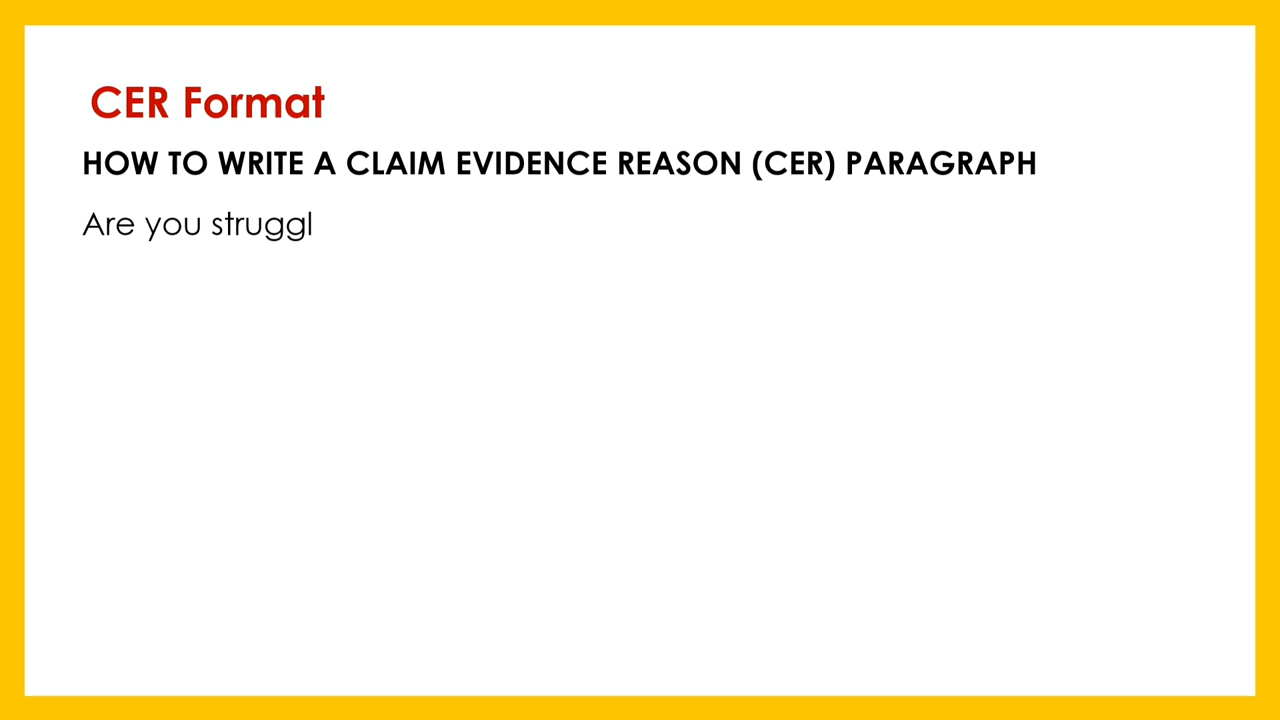 CER Format
HOW TO WRITE A CLAIM EVIDENCE REASON (CER) PARAGRAPH
Are you struggl